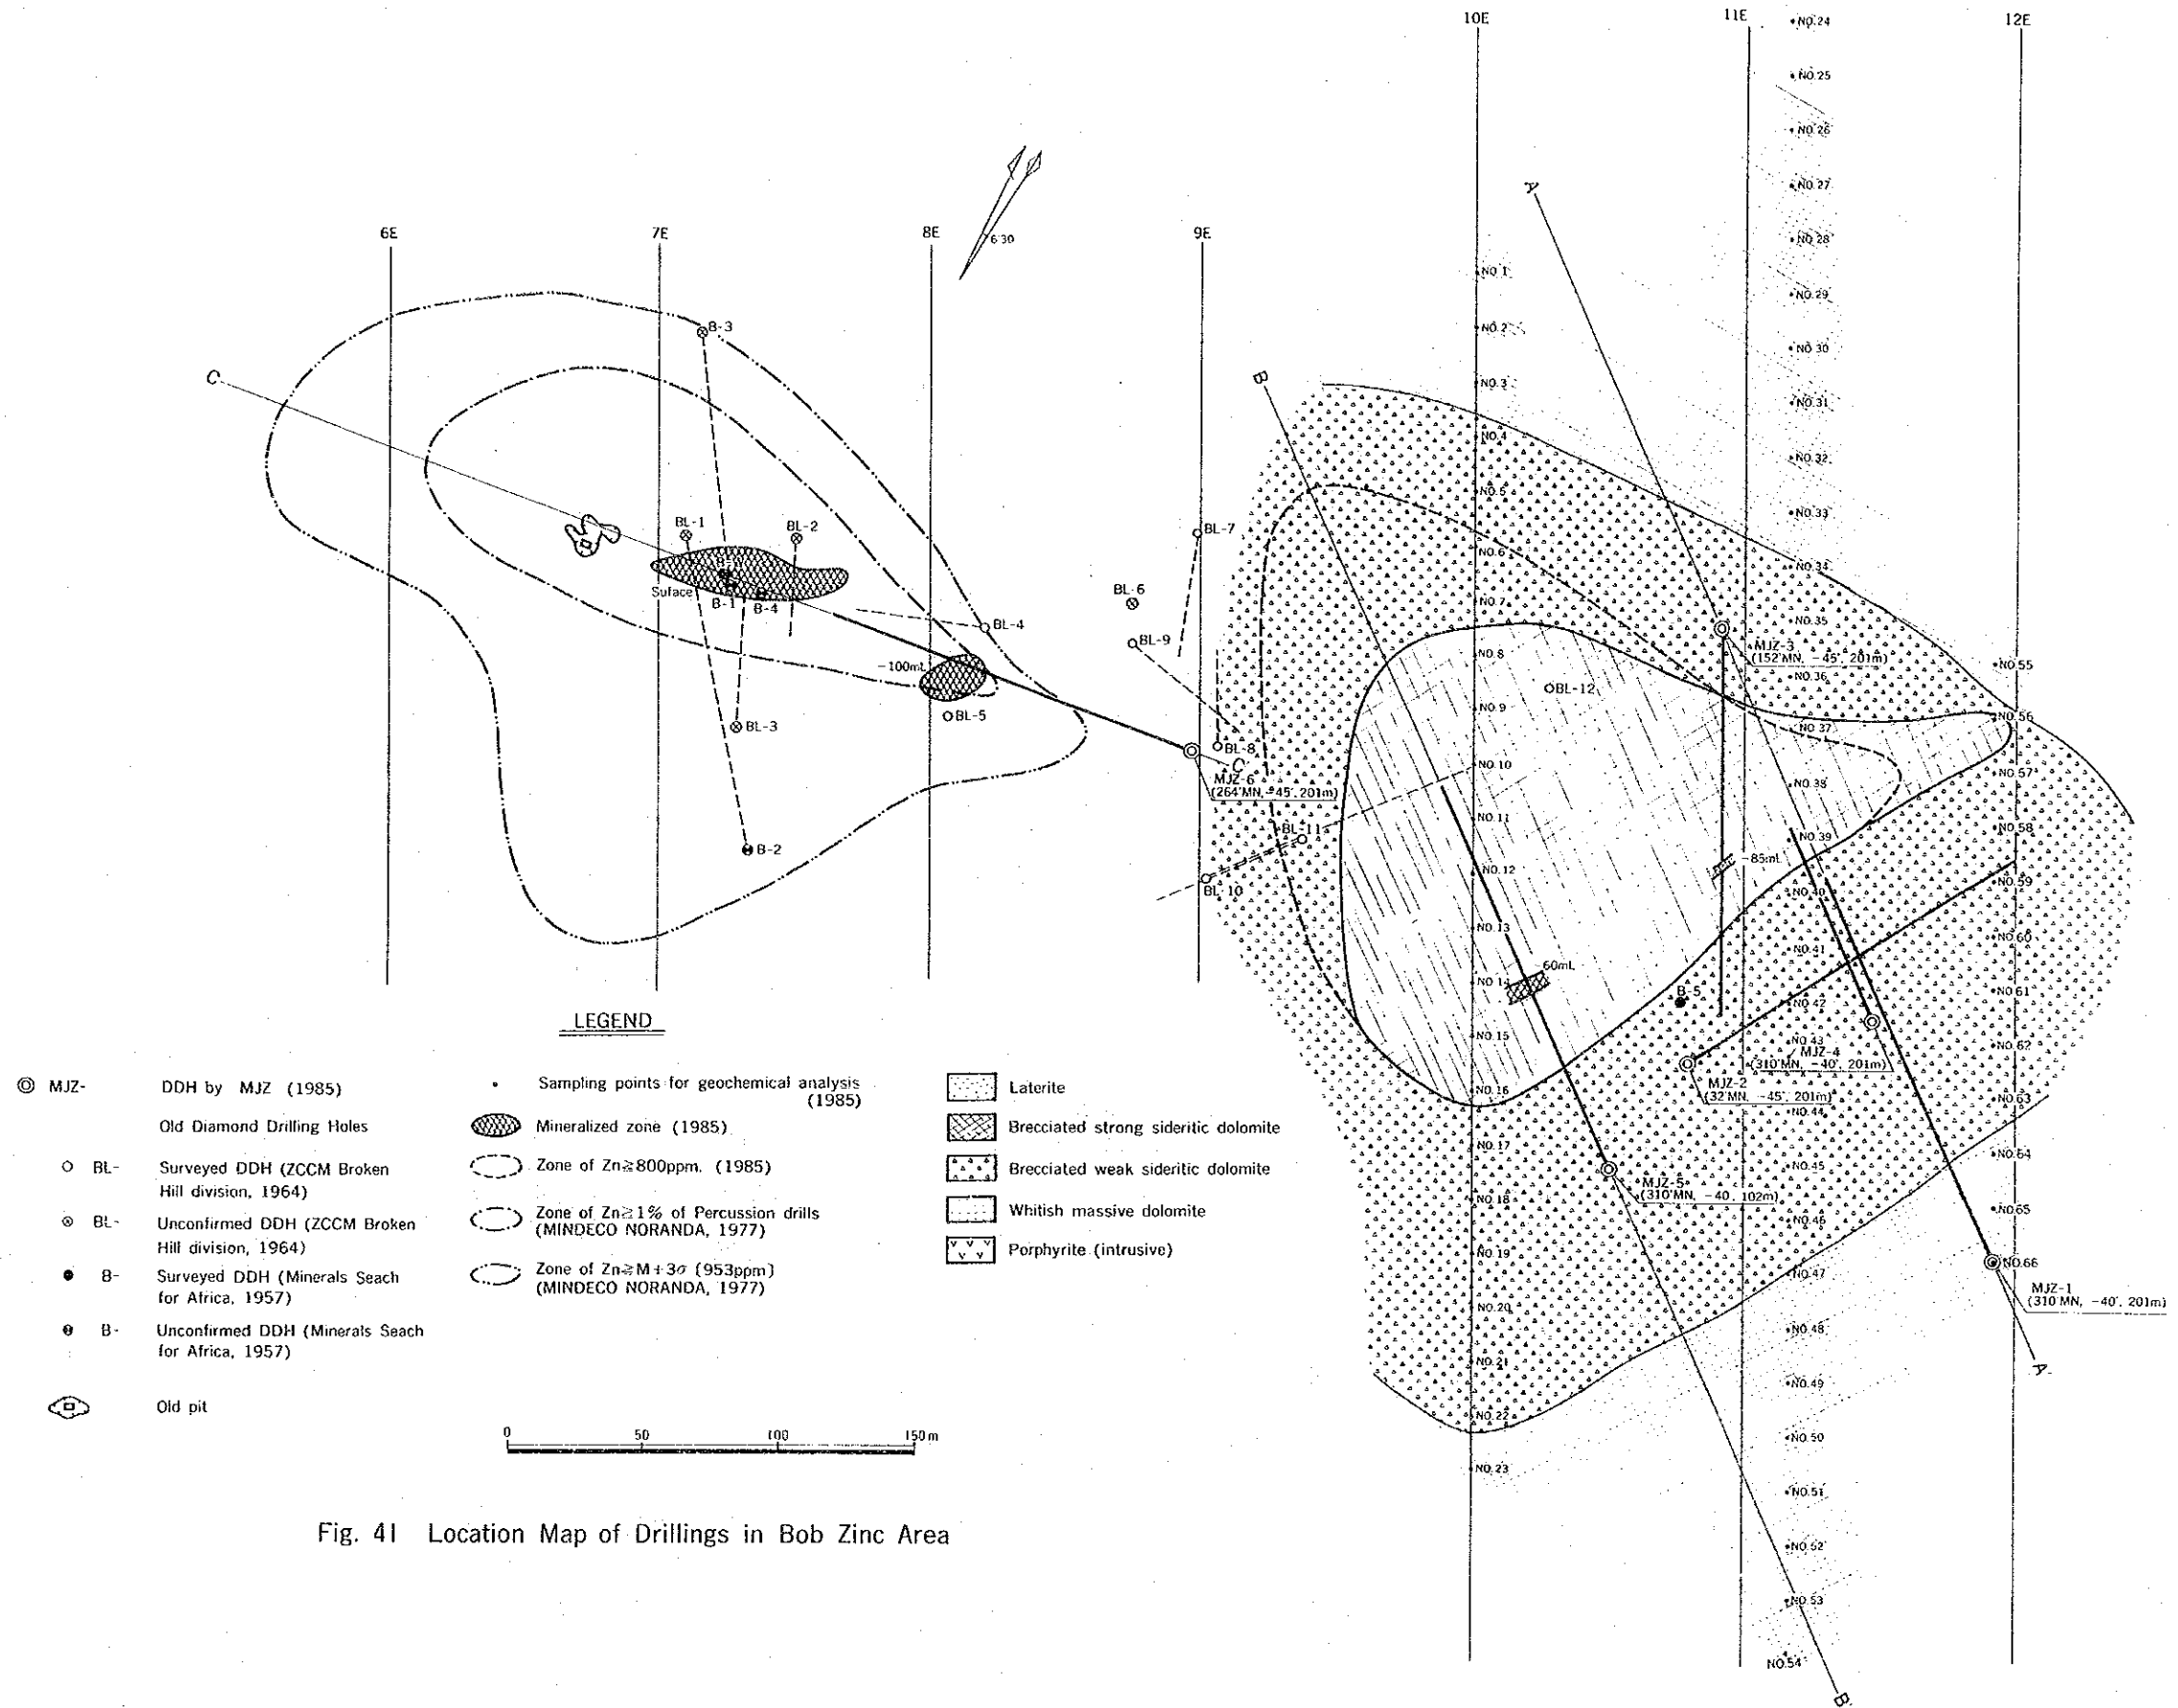 10E
11E
12E
NO.24
NO.25
NO.26
NO.27
NO.28
NO.29
NO.30
NO.31
NO.32
NO.33
NO.34
NO.35
NO.36
NO.37
NO.38
NO.39
NO.40
NO.41
NO.42
NO.43
NO.44
NO.45
NO.46
NO.47
NO.48
NO.49
NO.50
NO.51
NO.52
NO.53
NO.54
6E
7E
8E
9E
6°30
A
B
C
NO.1
NO.2
NO.3
NO.4
NO.5
NO.6
NO.7
NO.8
NO.9
NO.10
NO.11
NO.12
NO.13
NO.14
NO.15
NO.16
NO.17
NO.18
NO.19
NO.20
NO.21
NO.22
NO.23
NO.55
NO.56
NO.57
NO.58
NO.59
NO.60
NO.61
NO.62
NO.63
NO.64
NO.65
NO.66
B-3
BL-1
BL-2
Suface
B-1
B-4
BL-4
-100mL
BL-5
BL-3
B-2
BL-7
BL-6
BL-9
BL-8
C
MJZ-6
(264°MN, -45°, 201m)
BL-11
BL-10
BL-12
MJZ-3
(152°MN, -45°, 201m)
-85mL
-60mL
B-5
MJZ-4
(310°MN, -40°, 201m)
MJZ-2
(32°MN, -45°, 201m)
MJZ-5
(310°MN, -40°, 102m)
MJZ-1
(310°MN, -40°, 201m)
A
B
LEGEND
MJZ- DDH by MJZ (1985)
Old Diamond Drilling Holes
BL- Surveyed DDH (ZCCM Broken
Hill division, 1964)
BL- Unconfirmed DDH (ZCCM Broken
Hill division, 1964)
B- Surveyed DDH (Minerals Seach
for Africa, 1957)
B- Unconfirmed DDH (Minerals Seach
for Africa, 1957)
Old pit
Sampling points for geochemical analysis
(1985)
Mineralized zone (1985)
Zone of Zn≧800ppm. (1985)
Zone of Zn≧1% of Percussion drills
(MINDECO NORANDA, 1977)
Zone of Zn≧M+3σ (953ppm)
(MINDECO NORANDA, 1977)
Laterite
Brecciated strong sideritic dolomite
Brecciated weak sideritic dolomite
Whitish massive dolomite
Porphyrite (intrusive)
0 50 100 150m
Fig. 41 Location Map of Drillings in Bob Zinc Area